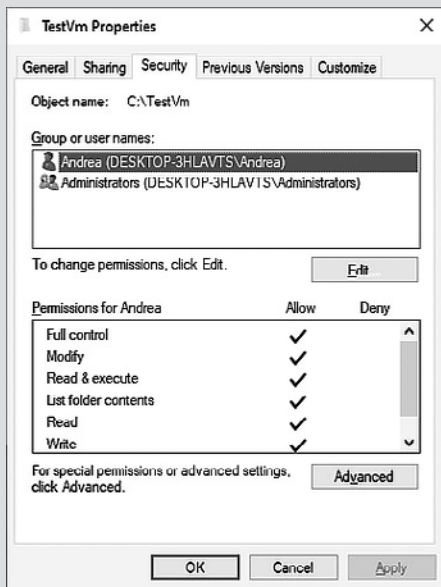 TestVm Properties
General Sharing Security Previous Versions Customize
Object name: C:\TestVm
Group or user names:
Andrea (DESKTOP-3HLAVTS\Andrea)
Administrators (DESKTOP-3HLAVTS\Administrators)
To change permissions, click Edit.
Edit...
Permissions for Andrea Allow Deny
Full control
Modify
Read & execute
List folder contents
Read
Write
For special permissions or advanced settings,
click Advanced.
Advanced
OK Cancel Apply